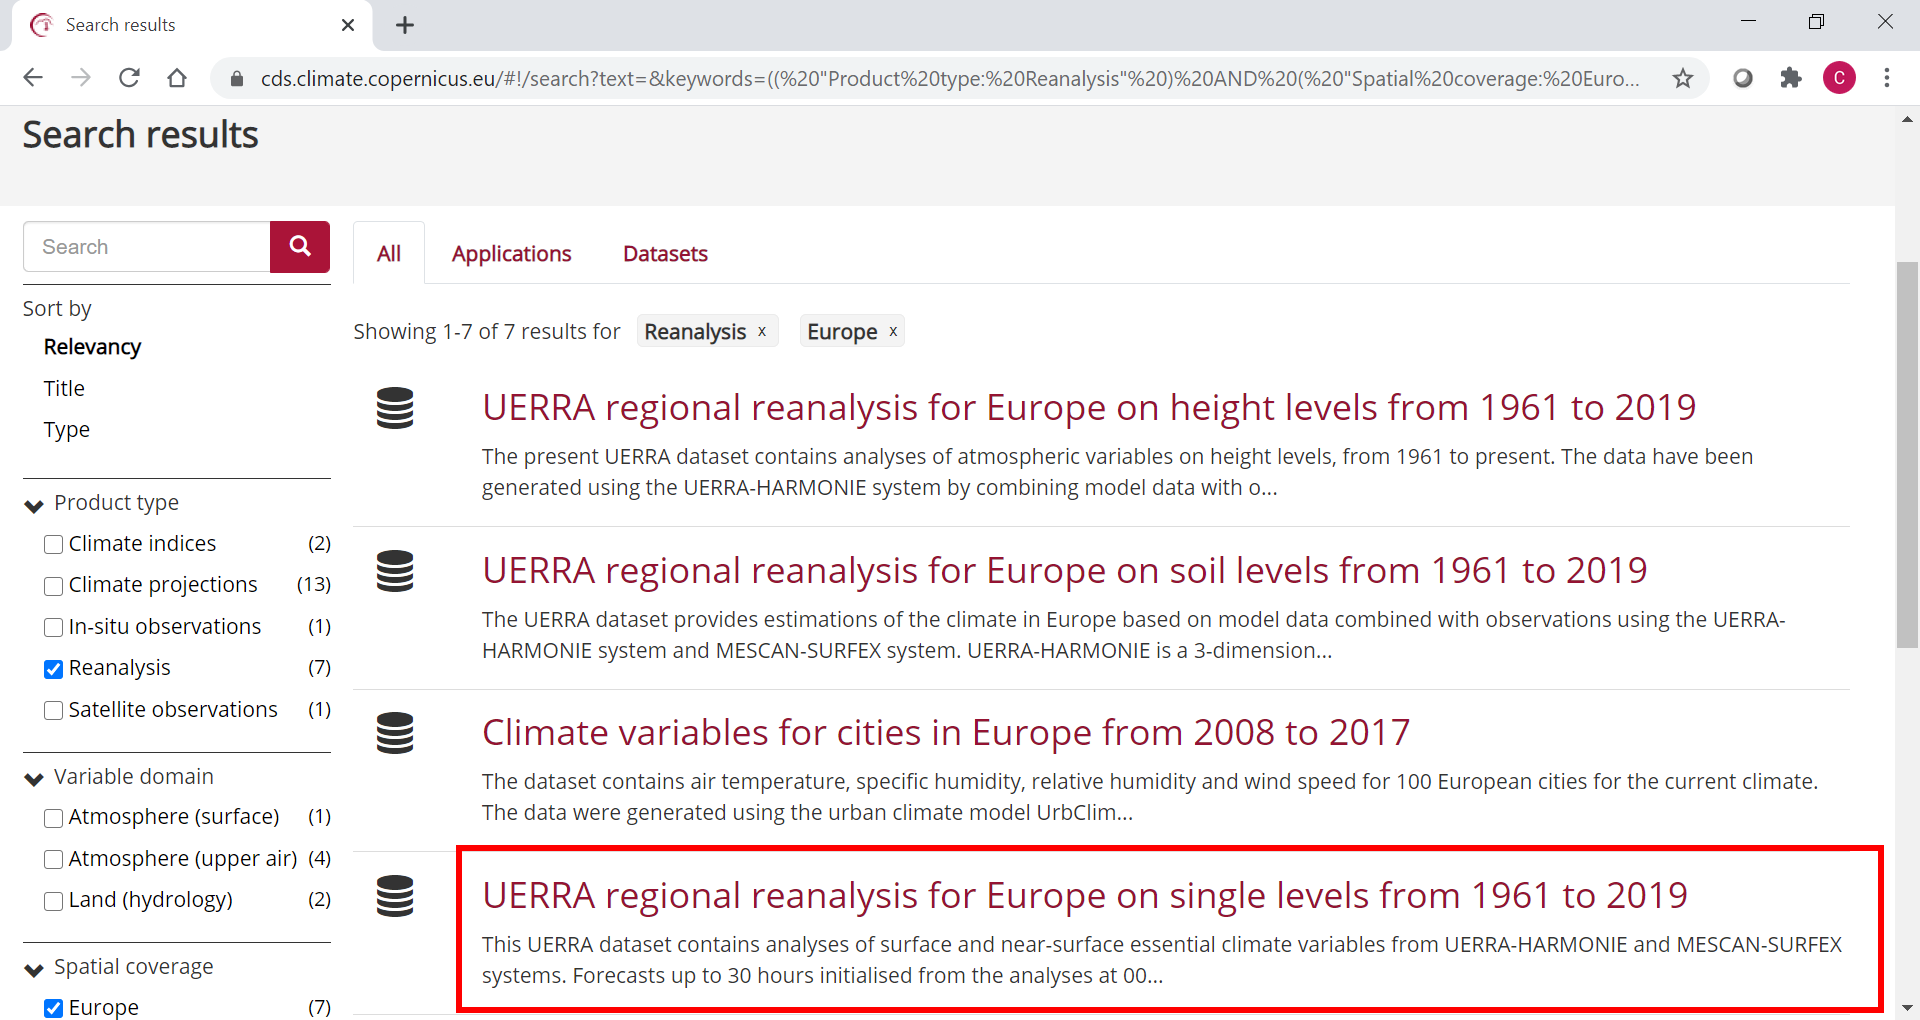 Search results
cds.climate.copernicus.eu/#!/search?text=&keywords=((%20"Product%20type:%20Reanalysis"%20)%20AND%20(%20"Spatial%20coverage:%20Euro...
C
Search results
Search
Sort by
Relevancy
Title
Type
Product type
Climate indices (2)
Climate projections (13)
In-situ observations (1)
Reanalysis (7)
Satellite observations (1)
Variable domain
Atmosphere (surface) (1)
Atmosphere (upper air) (4)
Land (hydrology) (2)
Spatial coverage
Europe (7)
All Applications Datasets
Showing 1-7 of 7 results for Reanalysis x Europe x
UERRA regional reanalysis for Europe on height levels from 1961 to 2019
The present UERRA dataset contains analyses of atmospheric variables on height levels, from 1961 to present. The data have been
generated using the UERRA-HARMONIE system by combining model data with o...
UERRA regional reanalysis for Europe on soil levels from 1961 to 2019
The UERRA dataset provides estimations of the climate in Europe based on model data combined with observations using the UERRA-
HARMONIE system and MESCAN-SURFEX system. UERRA-HARMONIE is a 3-dimension...
Climate variables for cities in Europe from 2008 to 2017
The dataset contains air temperature, specific humidity, relative humidity and wind speed for 100 European cities for the current climate.
The data were generated using the urban climate model UrbClim...
UERRA regional reanalysis for Europe on single levels from 1961 to 2019
This UERRA dataset contains analyses of surface and near-surface essential climate variables from UERRA-HARMONIE and MESCAN-SURFEX
systems. Forecasts up to 30 hours initialised from the analyses at 00...